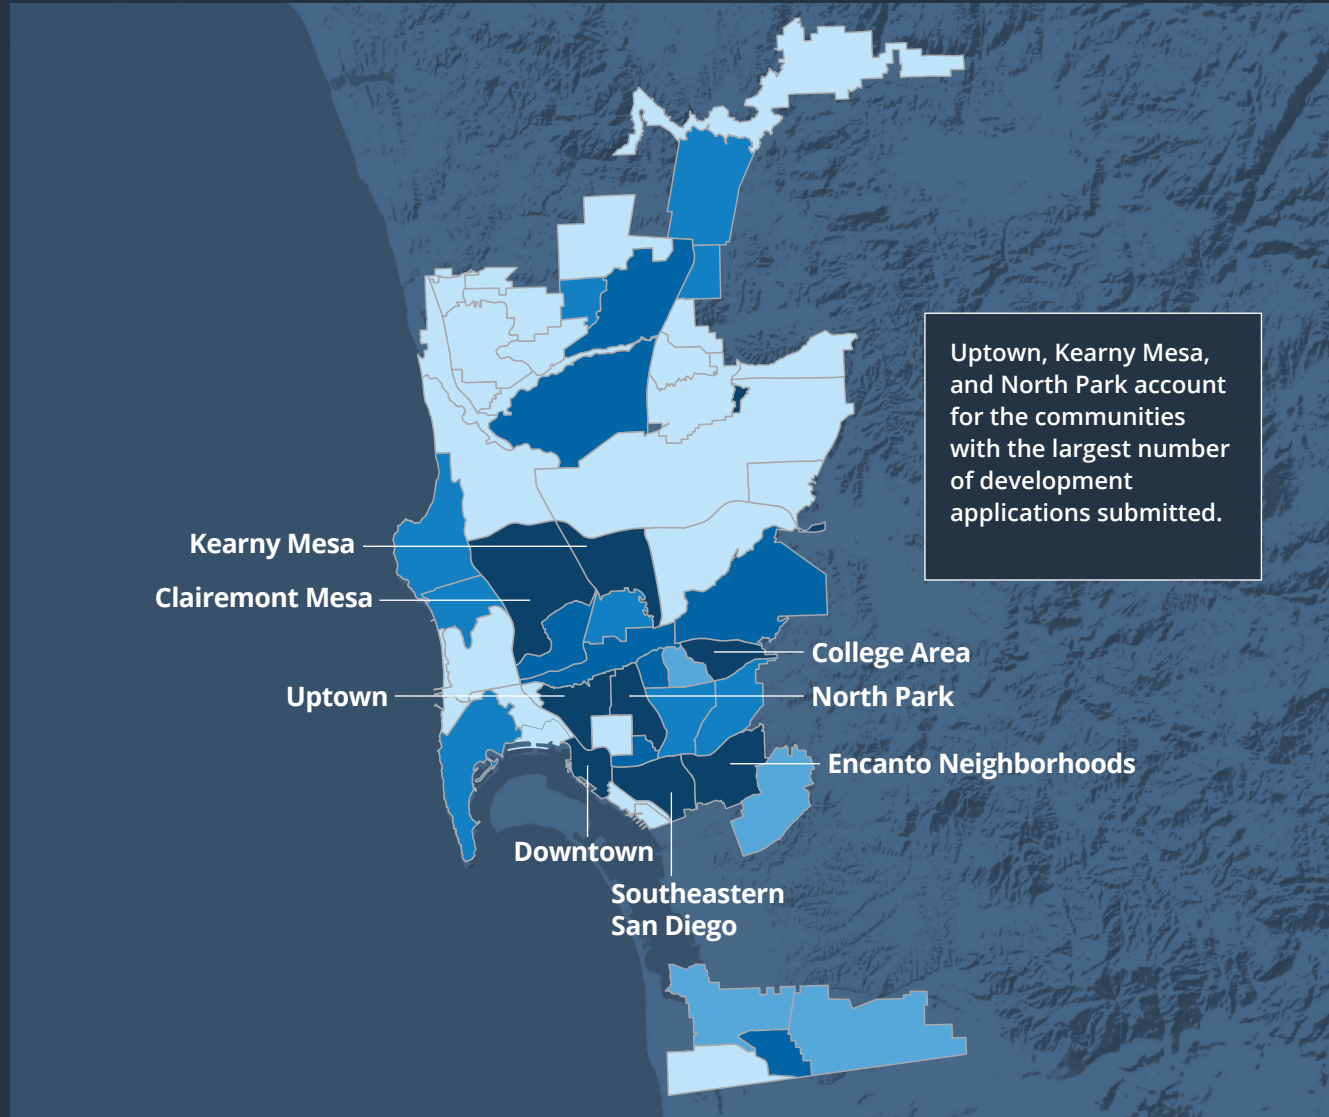 Uptown, Kearny Mesa,
and North Park account
for the communities
with the largest number
of development
applications submitted.
Kearny Mesa
Clairemont Mesa
College Area
Uptown
North Park
Encanto Neighborhoods
Downtown
Southeastern
San Diego